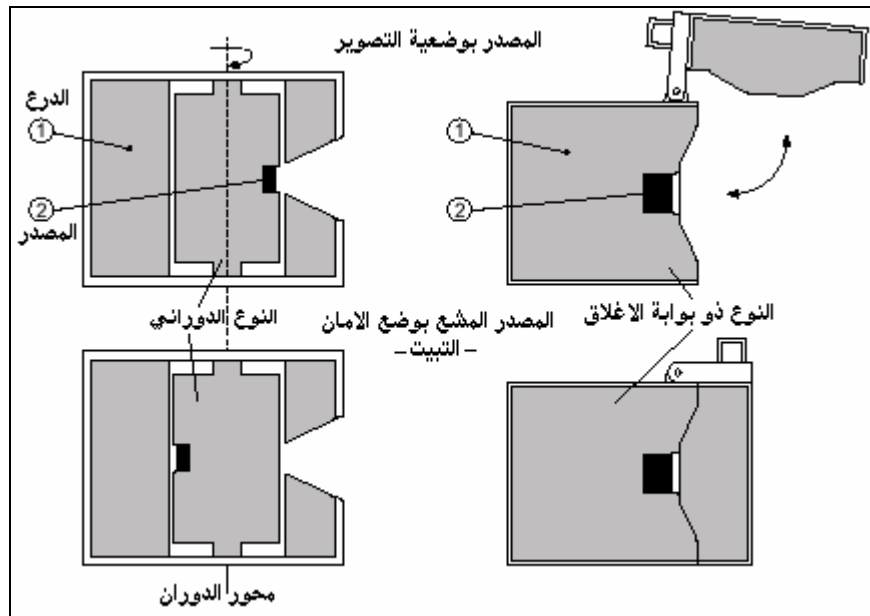 المصدر بوضعية التصوير
الدرع
1
2
المصدر
1
2
النوع الدوراني
المصدر المشع بوضع الامان
– التبيت –
النوع ذو بوابة الاغلاق
محور الدوران